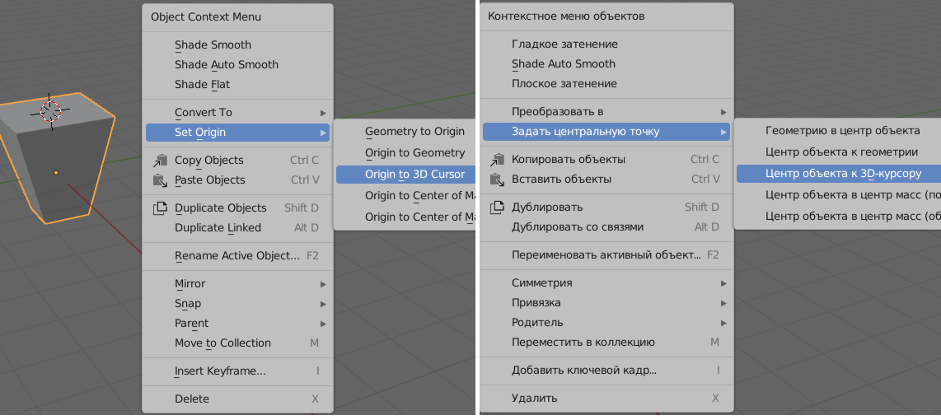 Object Context Menu
Shade Smooth
Shade Auto Smooth
Shade Flat
Convert To
Set Origin
Copy Objects Ctrl C
Paste Objects Ctrl V
Duplicate Objects Shift D
Duplicate Linked Alt D
Rename Active Object... F2
Mirror
Snap
Parent
Move to Collection M
Insert Keyframe... I
Delete X
Geometry to Origin
Origin to Geometry
Origin to 3D Cursor
Origin to Center of Ma
Origin to Center of Ma
Контекстное меню объектов
Гладкое затенение
Shade Auto Smooth
Плоское затенение
Преобразовать в
Задать центральную точку
Копировать объекты Ctrl C
Вставить объекты Ctrl V
Дублировать Shift D
Дублировать со связями Alt D
Переименовать активный объект... F2
Симметрия
Привязка
Родитель
Переместить в коллекцию M
Добавить ключевой кадр... I
Удалить X
Геометрию в центр объекта
Центр объекта к геометрии
Центр объекта к 3D-курсору
Центр объекта в центр масс (по
Центр объекта в центр масс (об